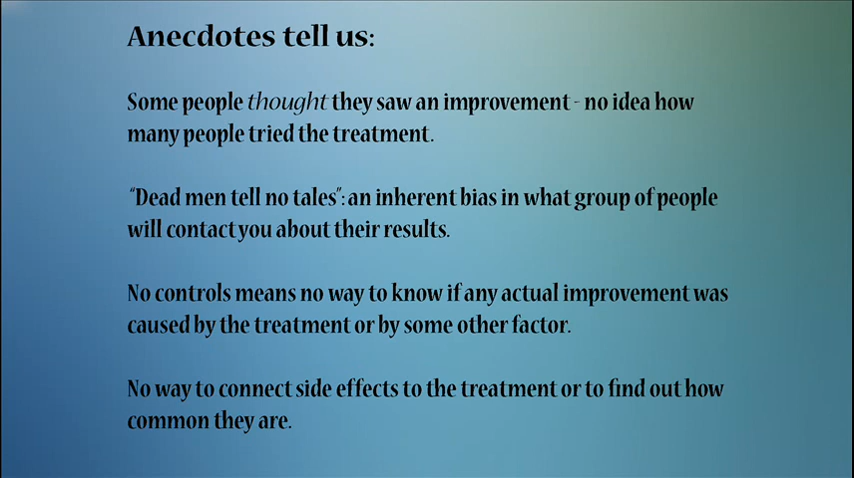 Anecdotes tell us:
Some people thought they saw an improvement - no idea how
many people tried the treatment.
"Dead men tell no tales": an inherent bias in what group of people
will contact you about their results.
No controls means no way to know if any actual improvement was
caused by the treatment or by some other factor.
No way to connect side effects to the treatment or to find out how
common they are.